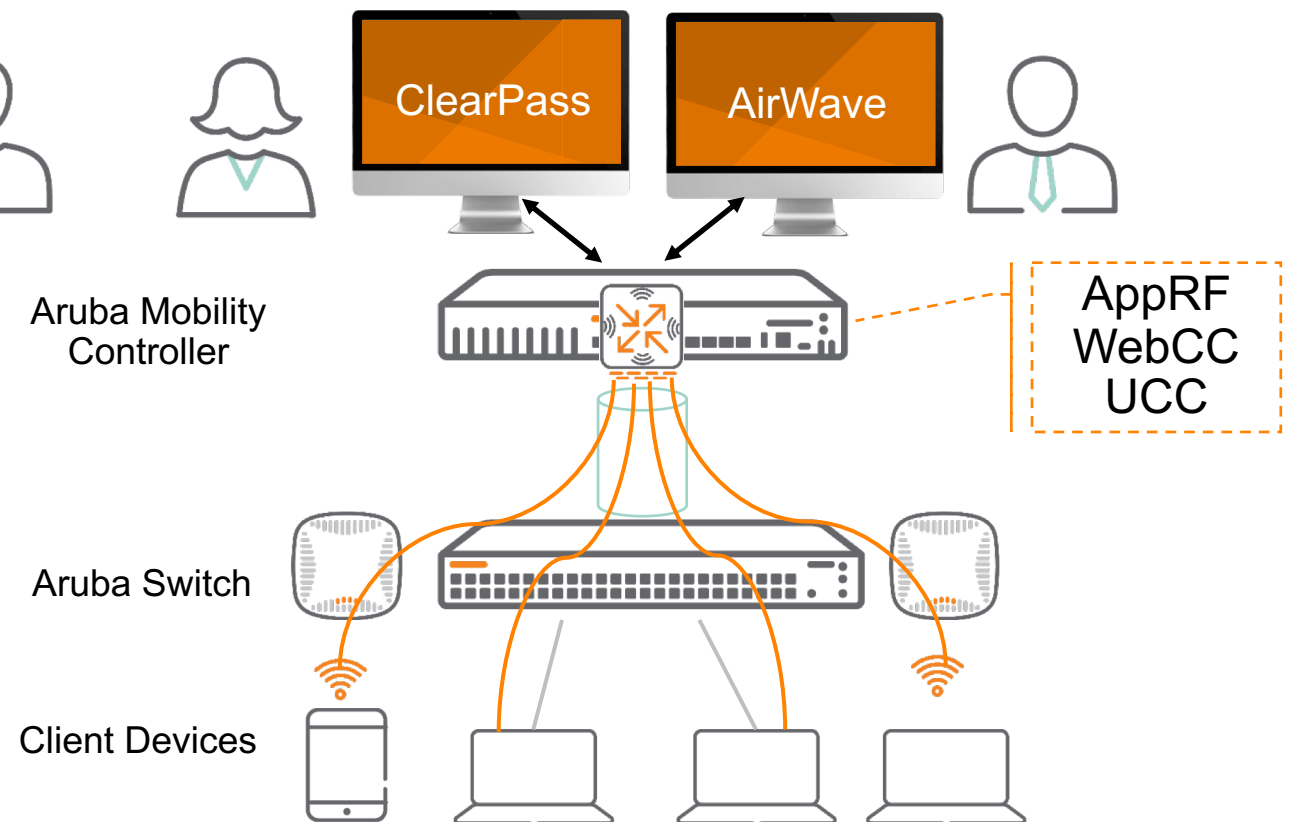 ClearPass
AirWave
Aruba Mobility
Controller
AppRF
WebCC
UCC
Aruba Switch
Client Devices